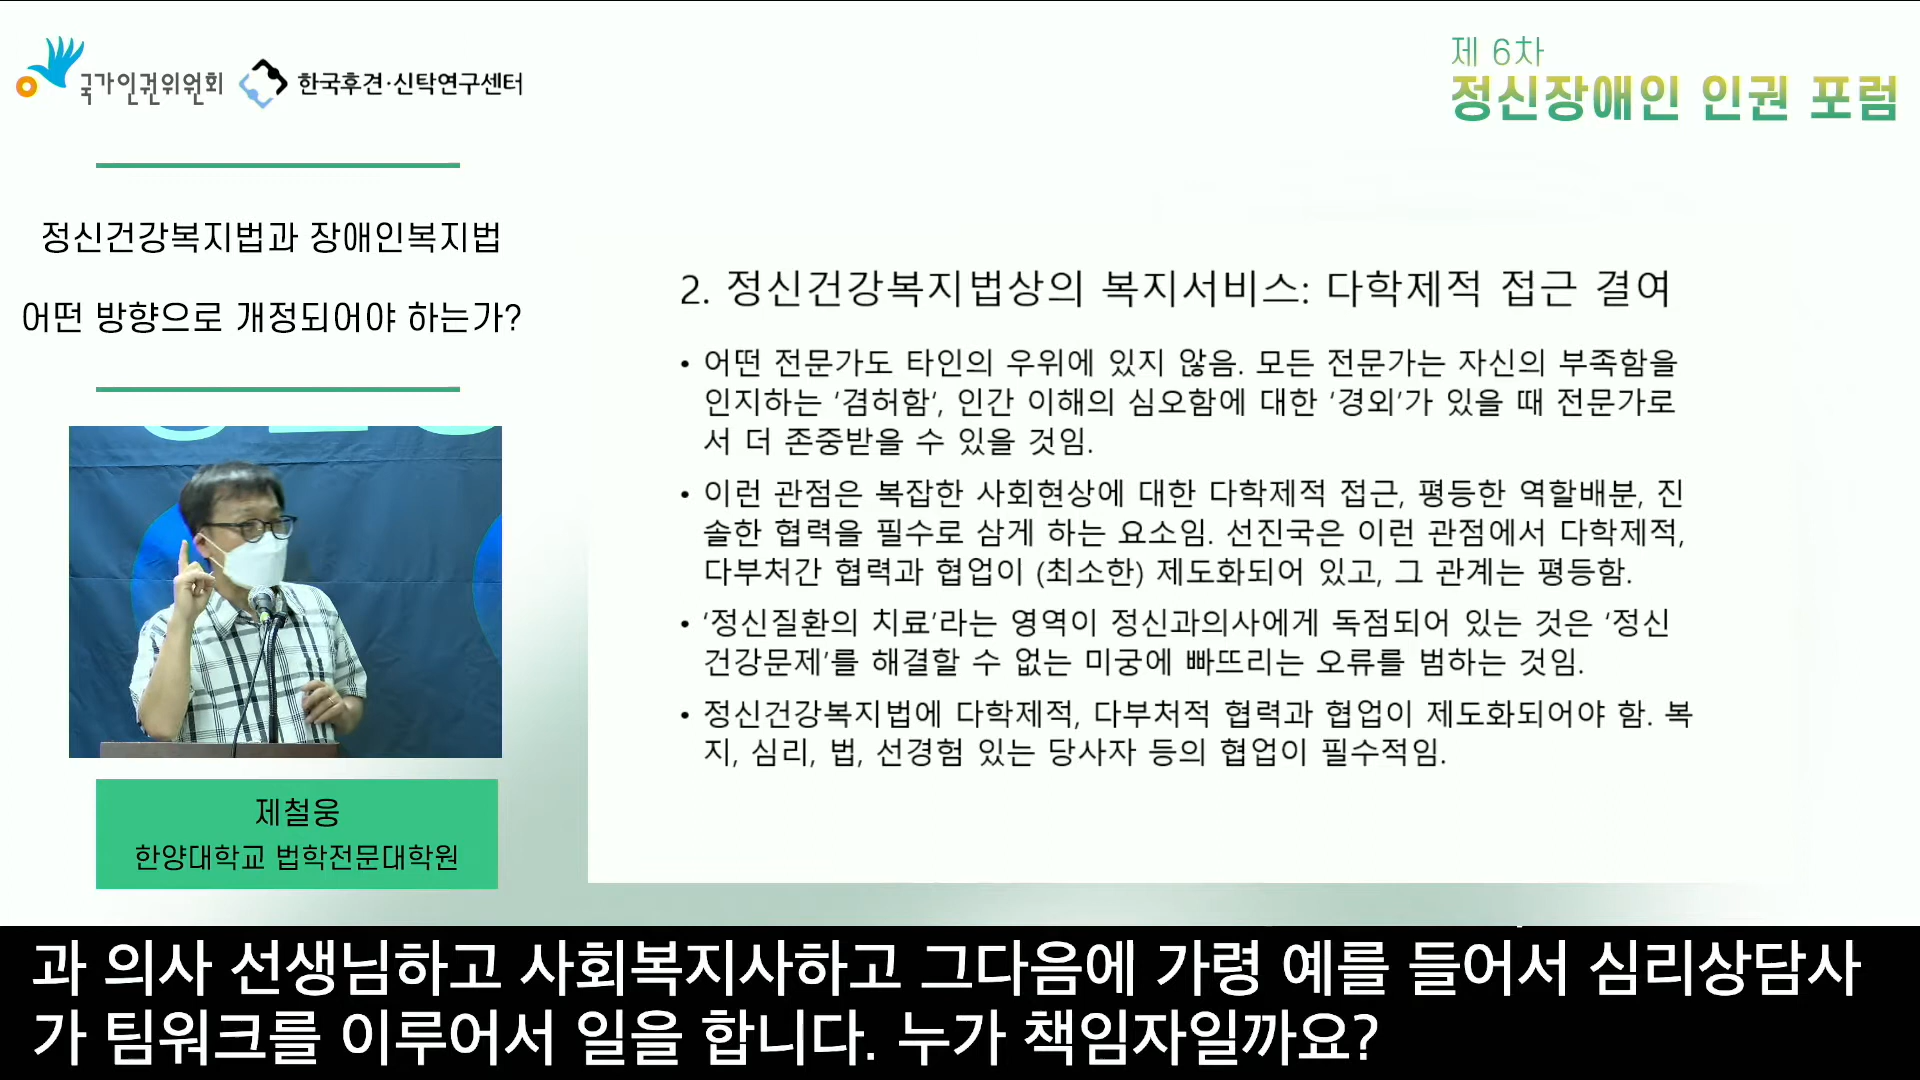 국가인권위원회
한국후견·신탁연구센터
제 6차
정신장애인 인권 포럼
정신건강복지법과 장애인복지법
어떤 방향으로 개정되어야 하는가?
2. 정신건강복지법상의 복지서비스: 다학제적 접근 결여
• 어떤 전문가도 타인의 우위에 있지 않음. 모든 전문가는 자신의 부족함을
인지하는 ‘겸허함‘, 인간 이해의 심오함에 대한 ‘경외’가 있을 때 전문가로
서 더 존중받을 수 있을 것임.
• 이런 관점은 복잡한 사회현상에 대한 다학제적 접근, 평등한 역할배분, 진
솔한 협력을 필수로 삼게 하는 요소임. 선진국은 이런 관점에서 다학제적,
다부처간 협력과 협업이 (최소한) 제도화되어 있고, 그 관계는 평등함.
• ‘정신질환의 치료’라는 영역이 정신과의사에게 독점되어 있는 것은 ‘정신
건강문제’를 해결할 수 없는 미궁에 빠뜨리는 오류를 범하는 것임.
• 정신건강복지법에 다학제적, 다부처적 협력과 협업이 제도화되어야 함. 복
지, 심리, 법, 선경험 있는 당사자 등의 협업이 필수적임.
제철웅
한양대학교 법학전문대학원
과 의사 선생님하고 사회복지사하고 그다음에 가령 예를 들어서 심리상담사
가 팀워크를 이루어서 일을 합니다. 누가 책임자일까요?